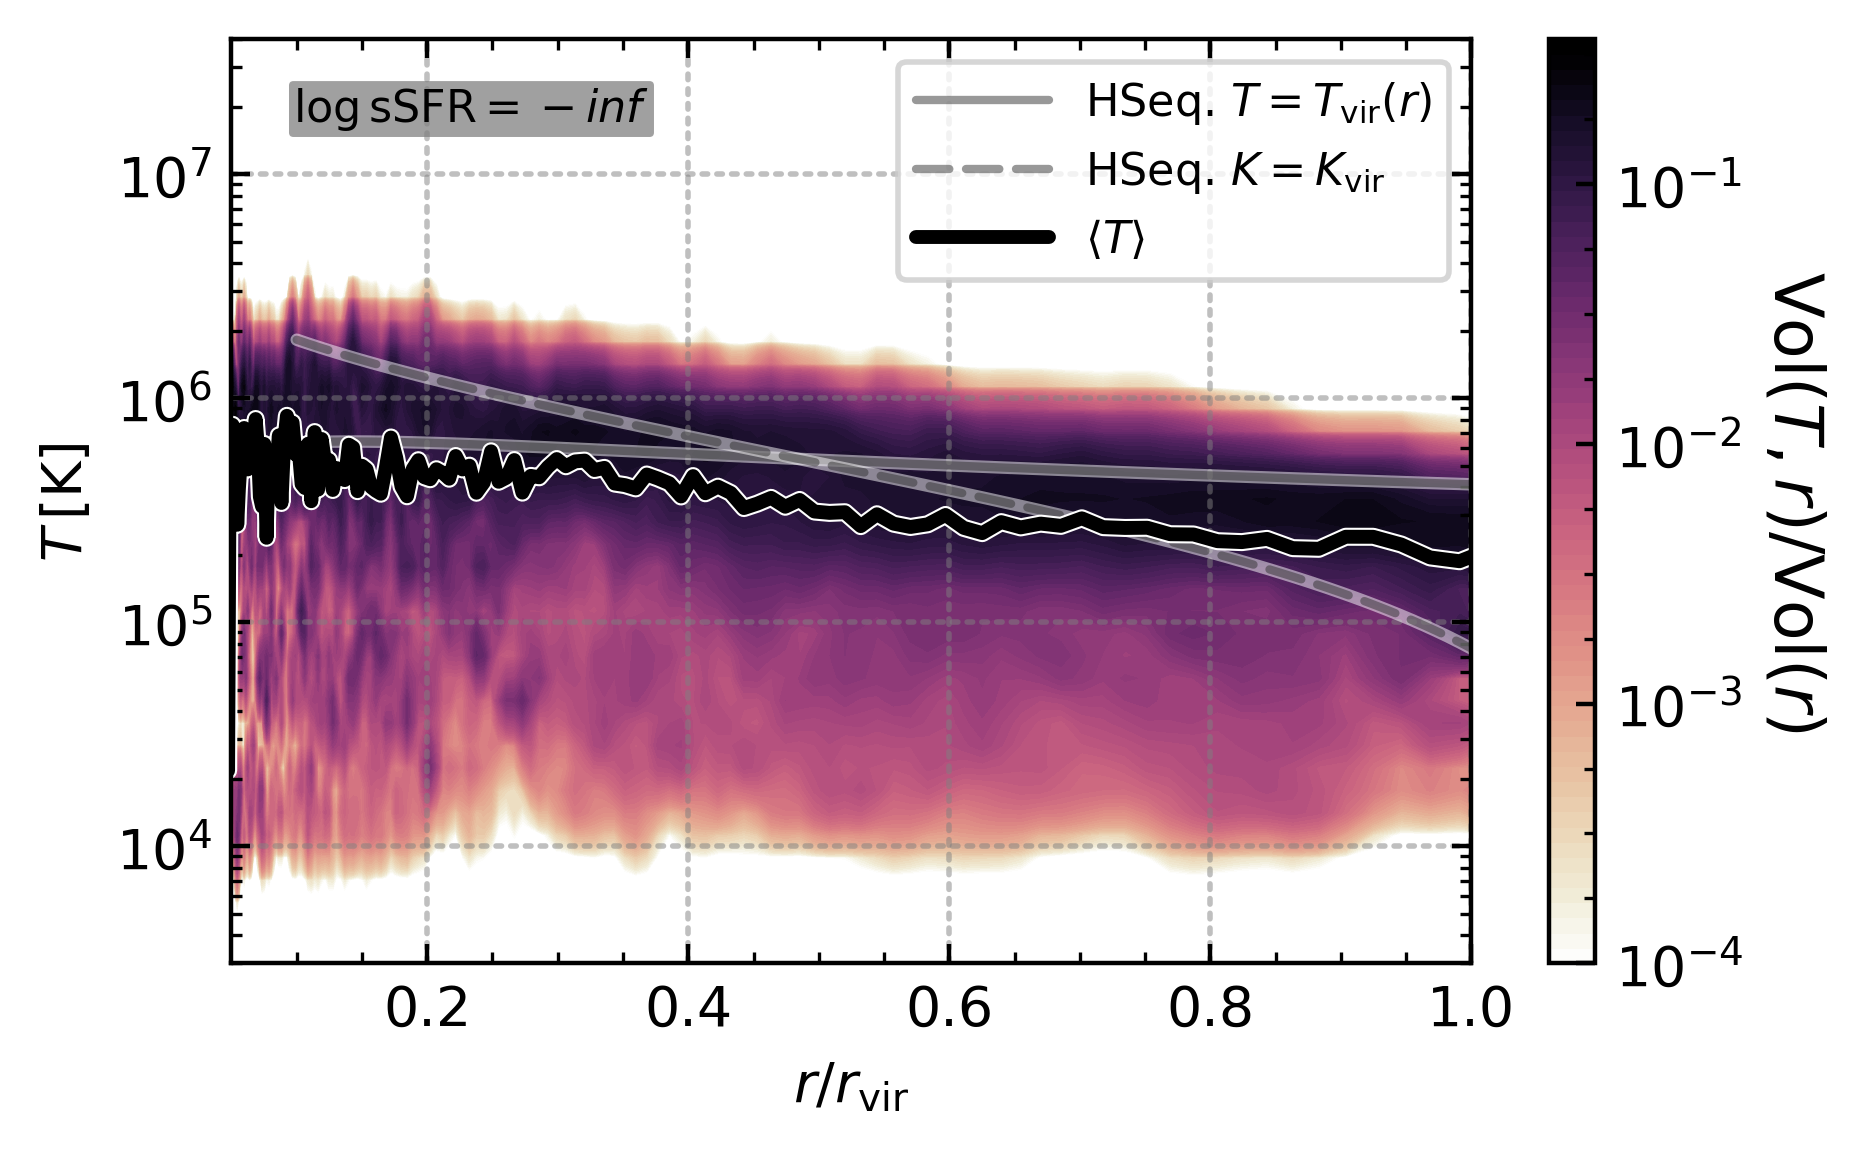 log sSFR = −inf
HSeq. T = T_vir(r)
HSeq. K = K_vir
⟨T⟩
10^7
10^6
10^5
10^4
T [K]
0.2 0.4 0.6 0.8 1.0
r/r_vir
10^−1
10^−2
10^−3
10^−4
Vol(T, r)/Vol(r)